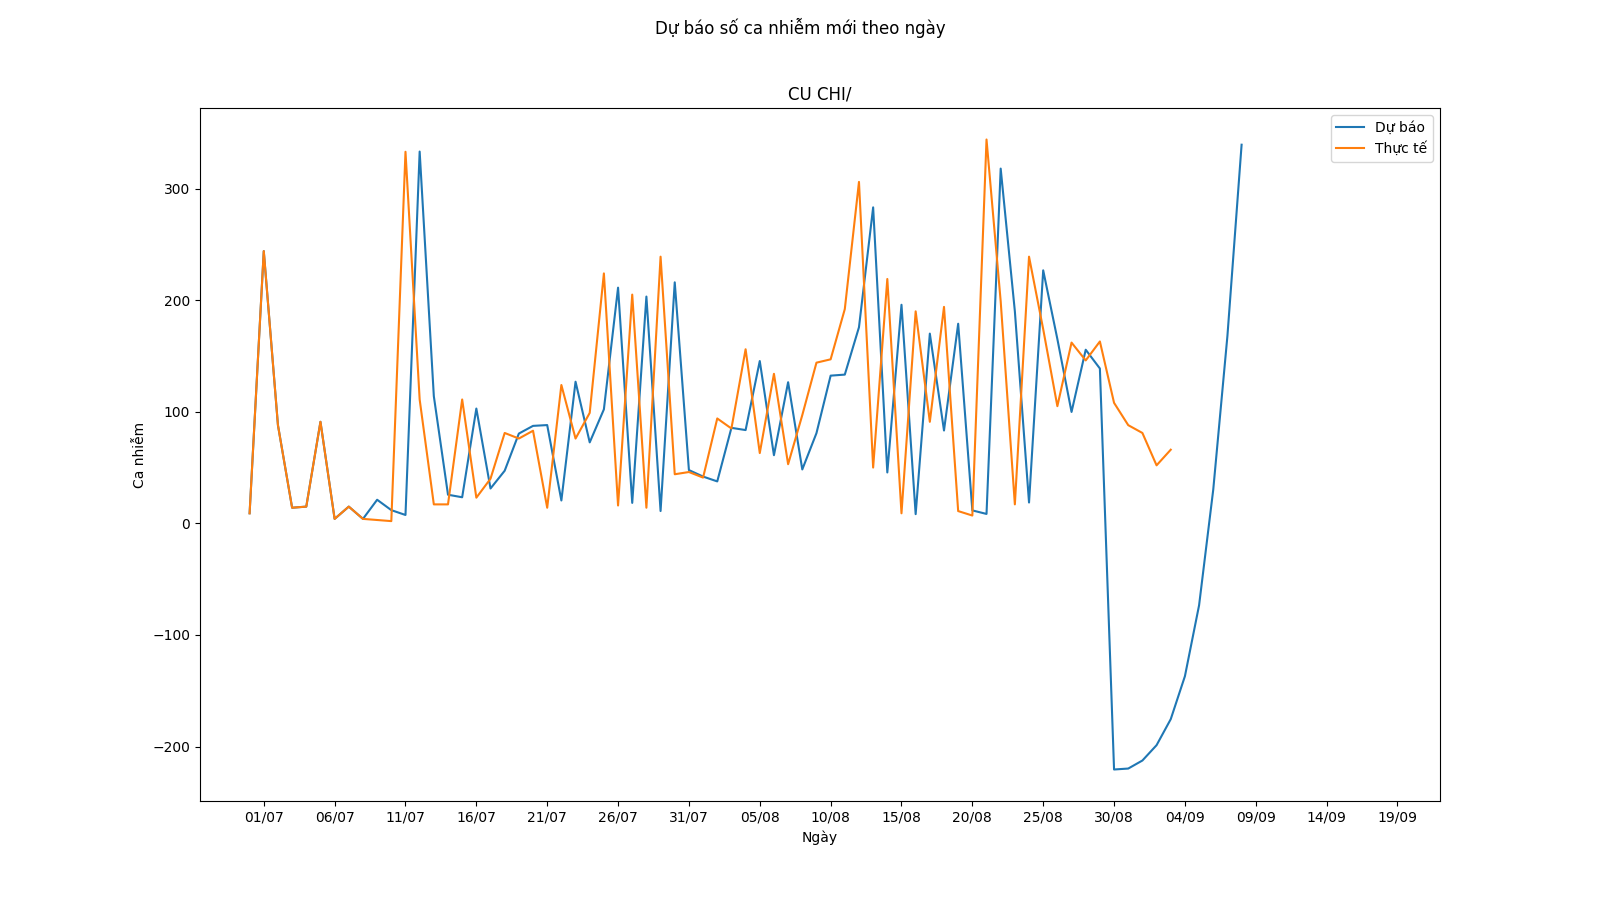 Dự báo số ca nhiễm mới theo ngày
CU CHI/
Dự báo
Thực tế
Ca nhiễm
300
200
100
0
−100
−200
01/07 06/07 11/07 16/07 21/07 26/07 31/07 05/08 10/08 15/08 20/08 25/08 30/08 04/09 09/09 14/09 19/09
Ngày